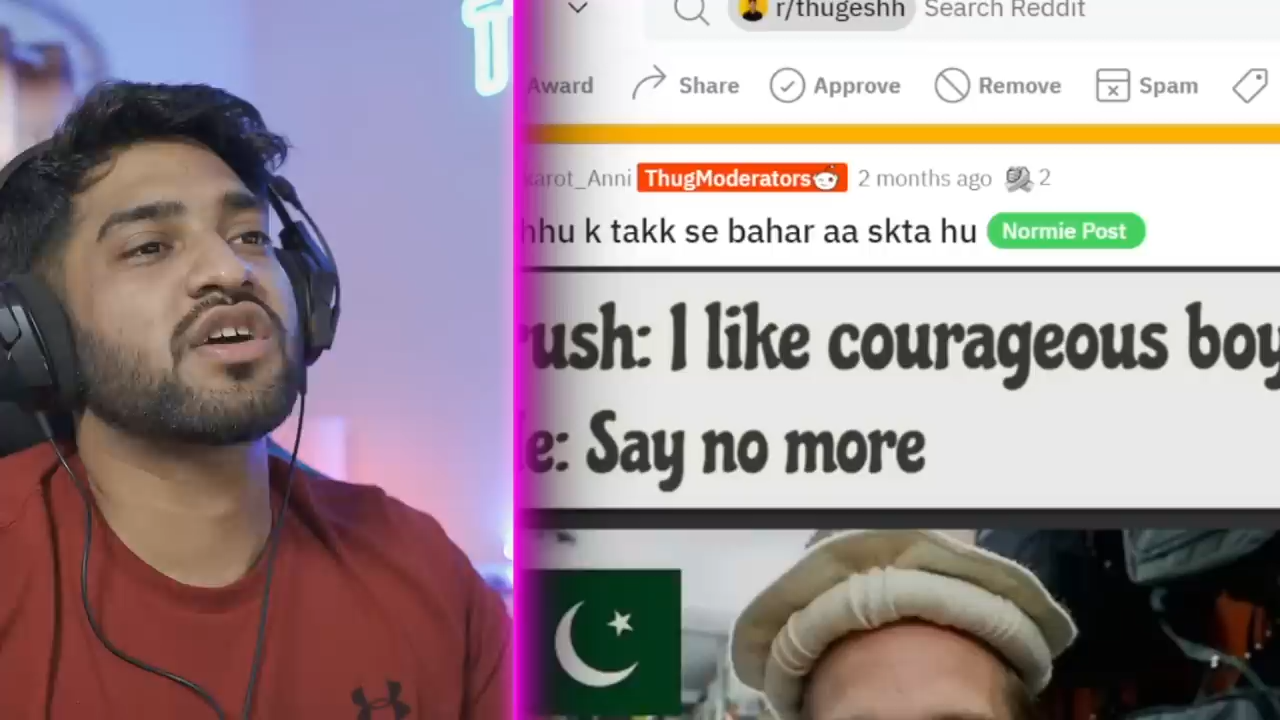 r/thugeshh Search Reddit
Award Share Approve Remove Spam
karot_Anni ThugModerators 2 months ago 2
hhu k takk se bahar aa skta hu Normie Post
rush: I like courageous boy
e: Say no more